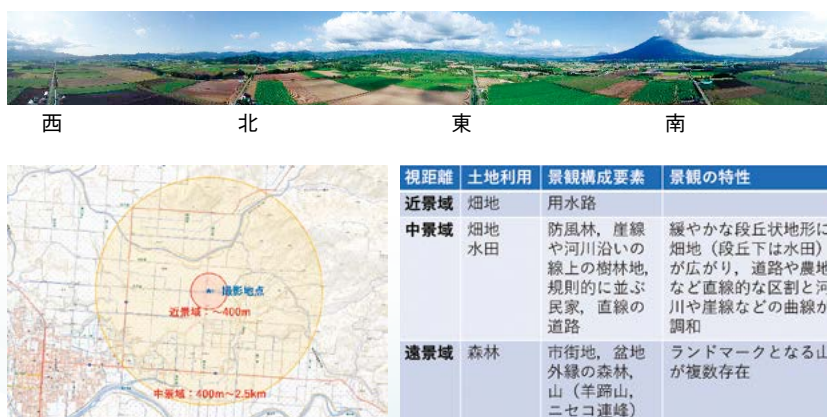 西 北 東 南
撮影地点
近景域：～400m
中景域：400m～2.5km
視距離 土地利用 景観構成要素 景観の特性
近景域 畑地 用水路
中景域 畑地 防風林，崖線 緩やかな段丘状地形に
水田 や河川沿いの 畑地（段丘下は水田）
線上の樹林地， が広がり，道路や農地
規則的に並ぶ など直線的な区割と河
民家，直線の 川や崖線などの曲線が
道路 調和
遠景域 森林 市街地，盆地 ランドマークとなる山
外縁の森林， が複数存在
山（羊蹄山，
ニセコ連峰）